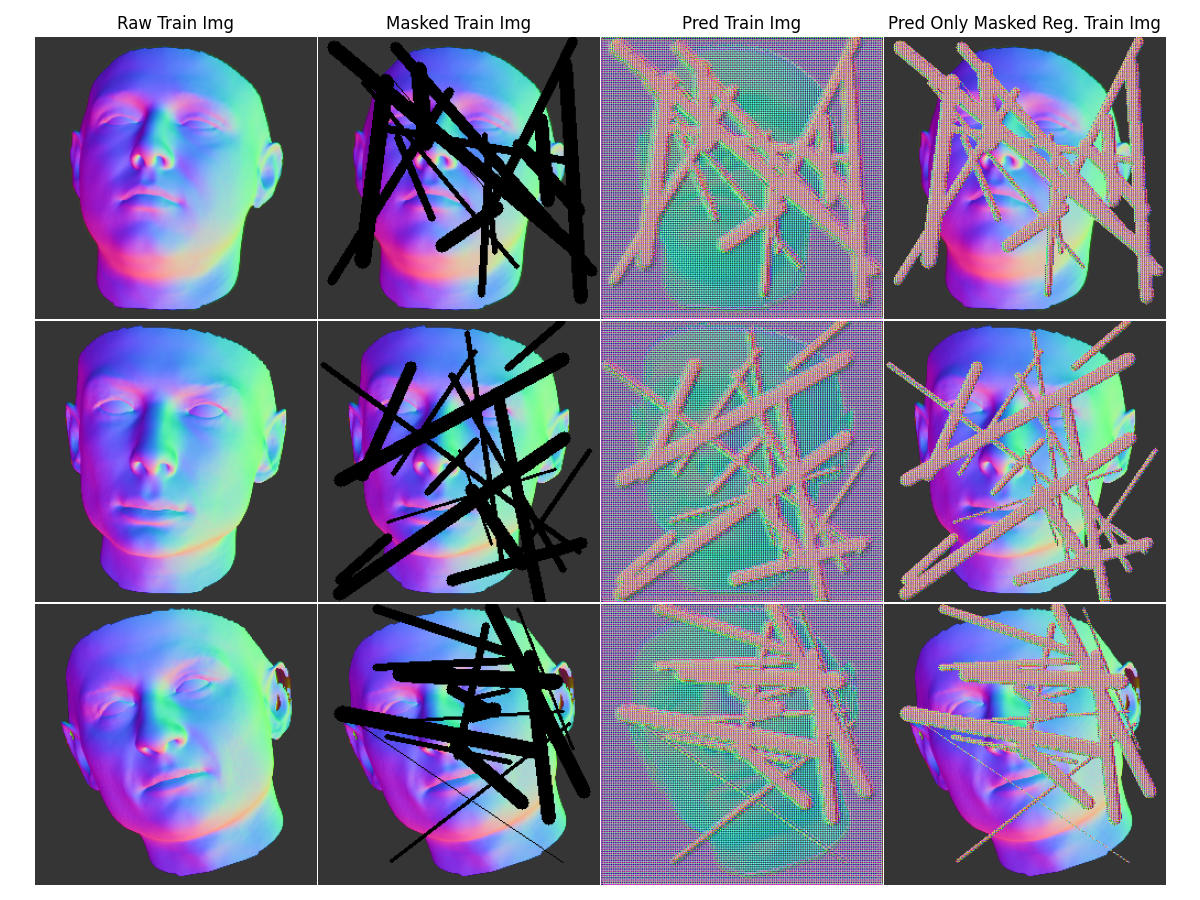 Raw Train Img
Masked Train Img
Pred Train Img
Pred Only Masked Reg. Train Img